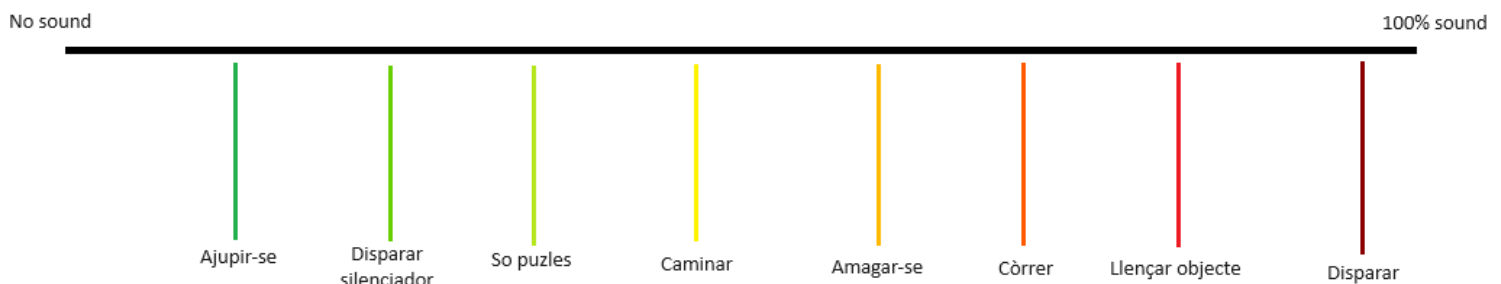 No sound
100% sound
Ajupir-se
Disparar
silenciador
So puzles
Caminar
Amagar-se
Còrrer
Llençar objecte
Disparar